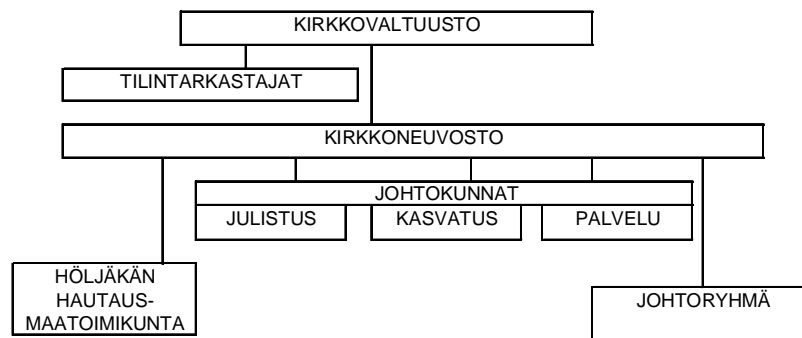 KIRKKOVALTUUSTO
TILINTARKASTAJAT
KIRKKONEUVOSTO
JOHTOKUNNAT
JULISTUS
KASVATUS
PALVELU
HÖLJÄKÄN
HAUTAUS-
MAATOIMIKUNTA
JOHTORYHMÄ